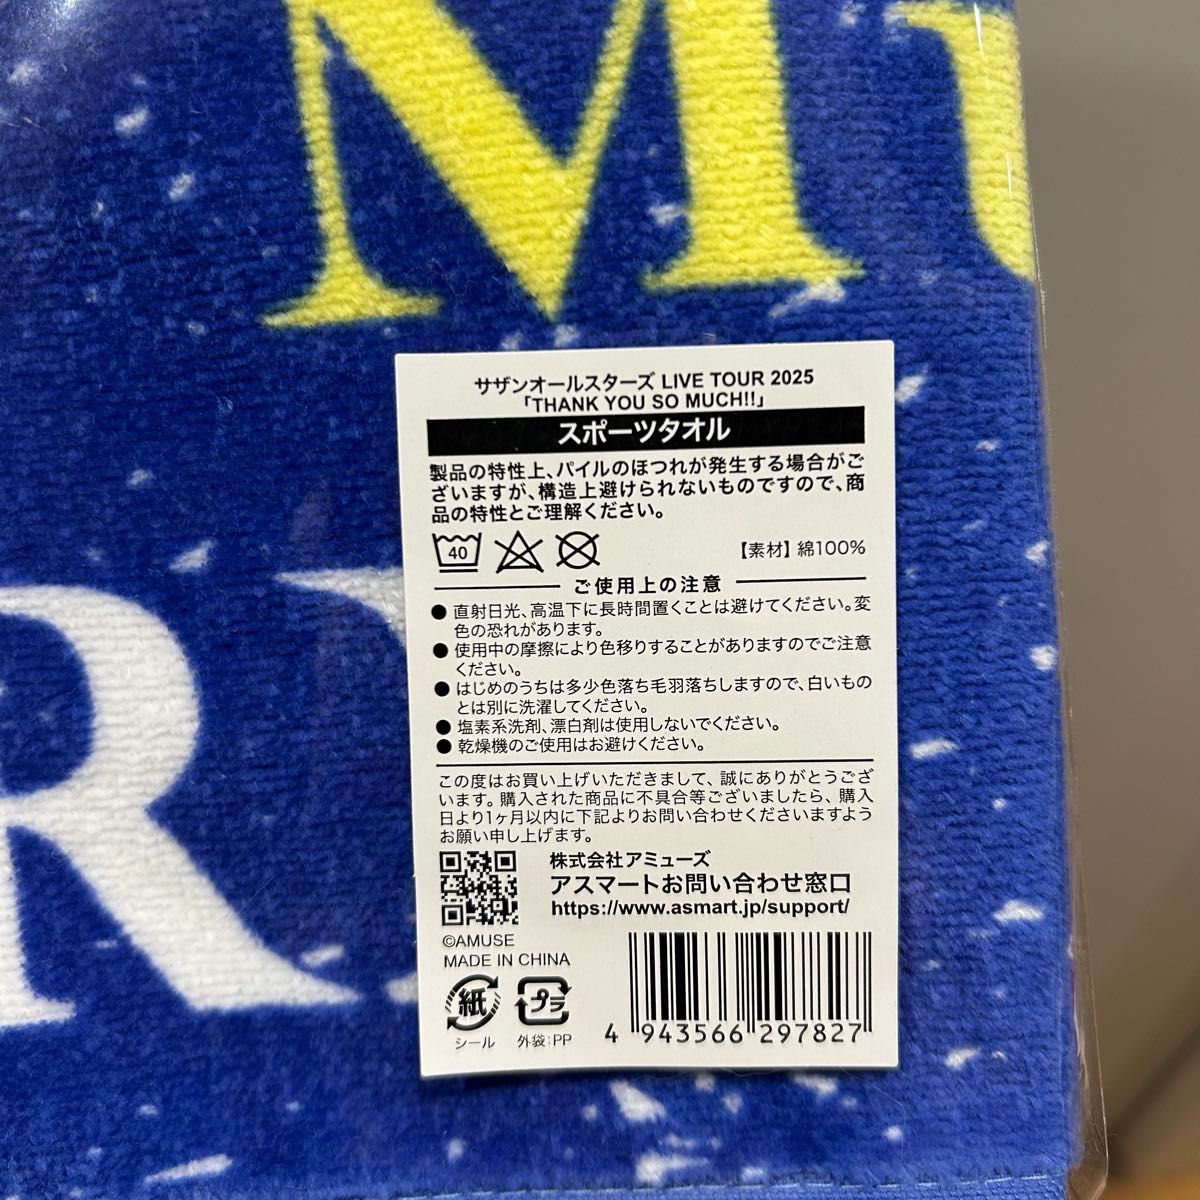 Mu
R
サザンオールスターズ LIVE TOUR 2025
「THANK YOU SO MUCH!!」
スポーツタオル
製品の特性上、パイルのほつれが発生する場合がご
ざいますが、構造上避けられないものですので、商
品の特性とご理解ください。
40
【素材】綿100%
ご使用上の注意
● 直射日光、高温下に長時間置くことは避けてください。変
色の恐れがあります。
● 使用中の摩擦により色移りすることがありますのでご注意
ください。
● はじめのうちは多少色落ち毛羽落ちしますので、白いもの
とは別に洗濯してください。
● 塩素系洗剤、漂白剤は使用しないでください。
● 乾燥機のご使用はお避けください。
この度はお買い上げいただきまして、誠にありがとうござ
います。購入された商品に不具合等ございましたら、購入
日より1ヶ月以内に下記よりお問い合わせくださいますよう
お願い申し上げます。
株式会社アミューズ
アスマートお問い合わせ窓口
https://www.asmart.jp/support/
©AMUSE
MADE IN CHINA
紙
シール
プラ
外袋:PP
4 943566 297827